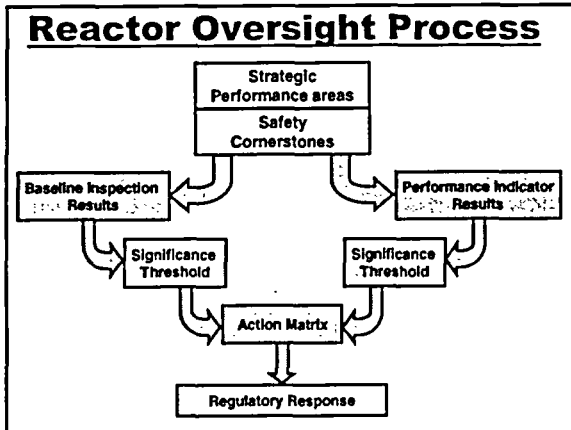 Reactor Oversight Process
Strategic
Performance areas
Safety
Cornerstones
Baseline Inspection
Results
Performance Indicator
Results
Significance
Threshold
Significance
Threshold
Action Matrix
Regulatory Response